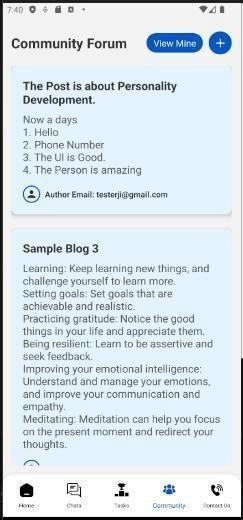 7:40
Community Forum
View Mine
The Post is about Personality
Development.
Now a days
1. Hello
2. Phone Number
3. The UI is Good.
4. The Person is amazing
Author Email: testerji@gmail.com
Sample Blog 3
Learning: Keep learning new things, and
challenge yourself to learn more.
Setting goals: Set goals that are
achievable and realistic.
Practicing gratitude: Notice the good
things in your life and appreciate them.
Being resilient: Learn to be assertive and
seek feedback.
Improving your emotional intelligence:
Understand and manage your emotions,
and improve your communication and
empathy.
Meditating: Meditation can help you focus
on the present moment and redirect your
thoughts.
Home
Chats
Tasks
Community
Contact Us